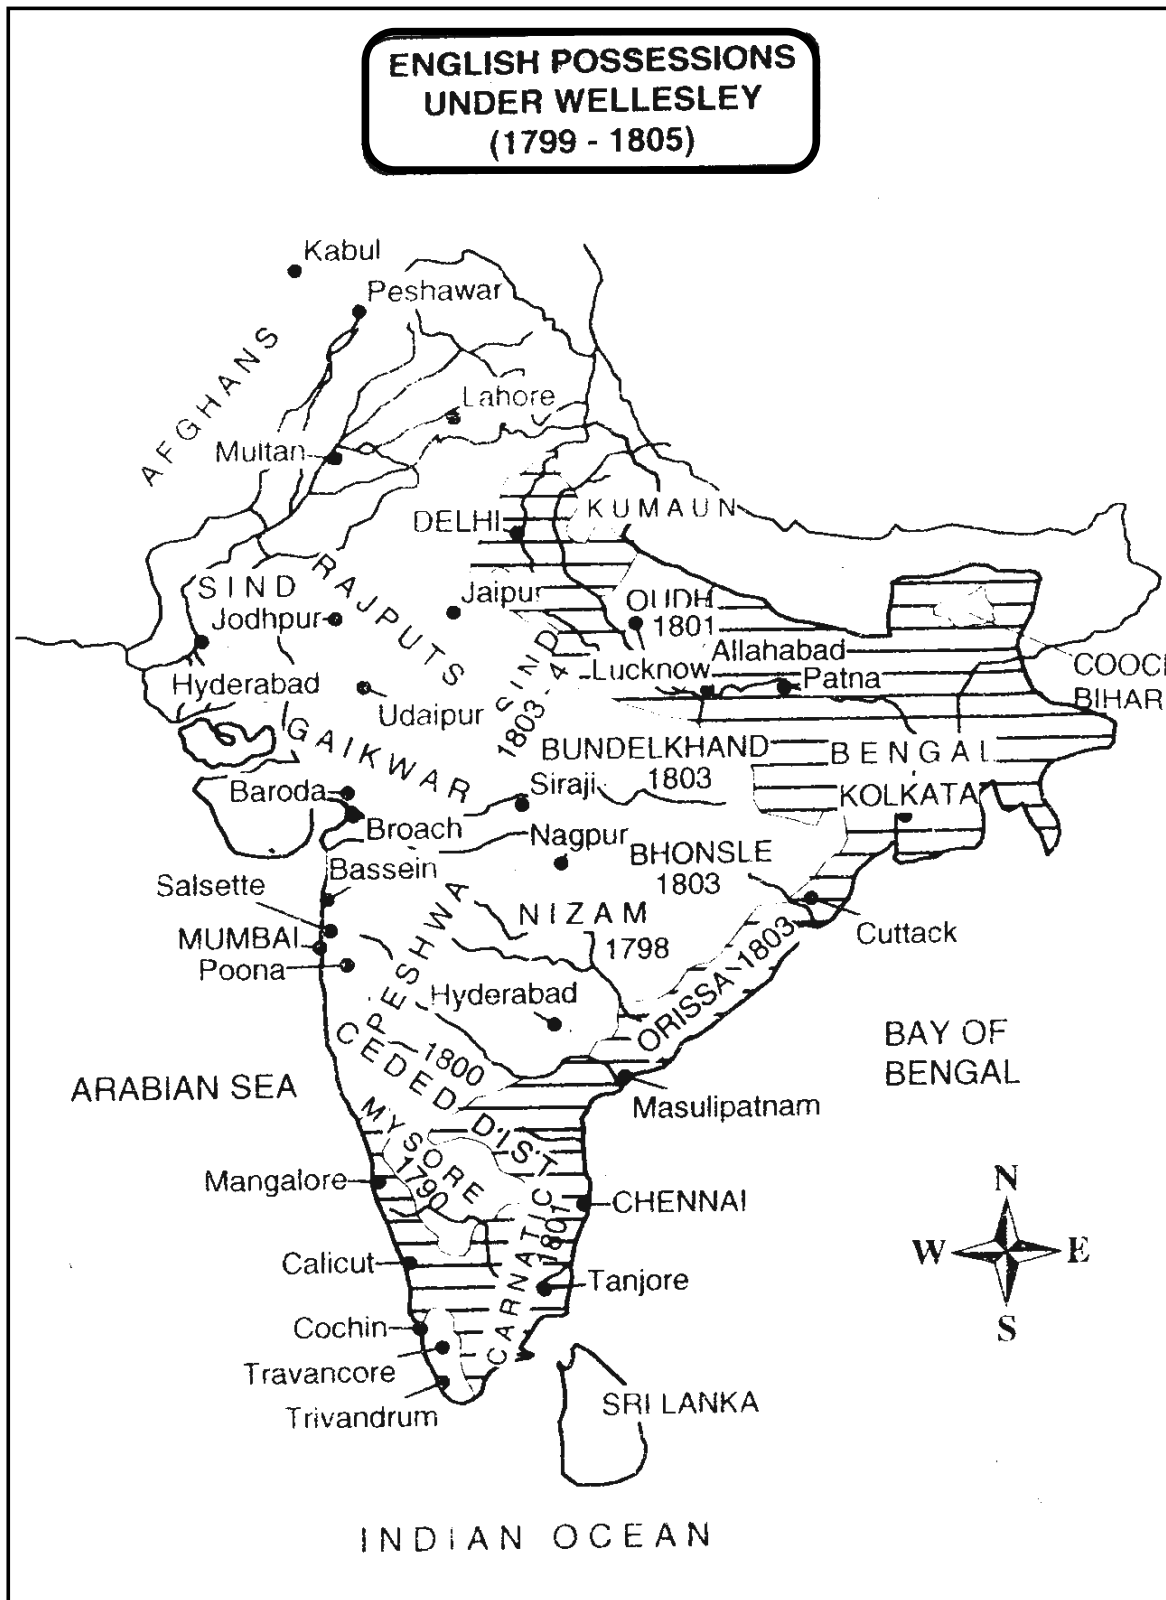 ENGLISH POSSESSIONS
UNDER WELLESLEY
(1799 - 1805)
Kabul
Peshawar
AFGHANS
Lahore
Multan
KUMAUN
DELHI
SIND
RAJPUTS
Jaipur
Jodhpur
OUDH
1801
SIND
1803-4
Allahabad
Lucknow
Patna
COOCH
BIHAR
Hyderabad
Udaipur
GAIKWAR
BUNDELKHAND
1803
BENGAL
Siraji
Baroda
KOLKATA
Broach
Nagpur
BHONSLE
1803
Bassein
Salsette
PESHWA
NIZAM
1798
MUMBAI
Poona
Cuttack
Hyderabad
ORISSA 1803
BAY OF
BENGAL
CEDED DIST
1800
ARABIAN SEA
Masulipatnam
MYSORE
1790
Mangalore
CHENNAI
CARNATIC
1801
N
W
E
S
Calicut
Tanjore
Cochin
Travancore
Trivandrum
SRI LANKA
INDIAN OCEAN